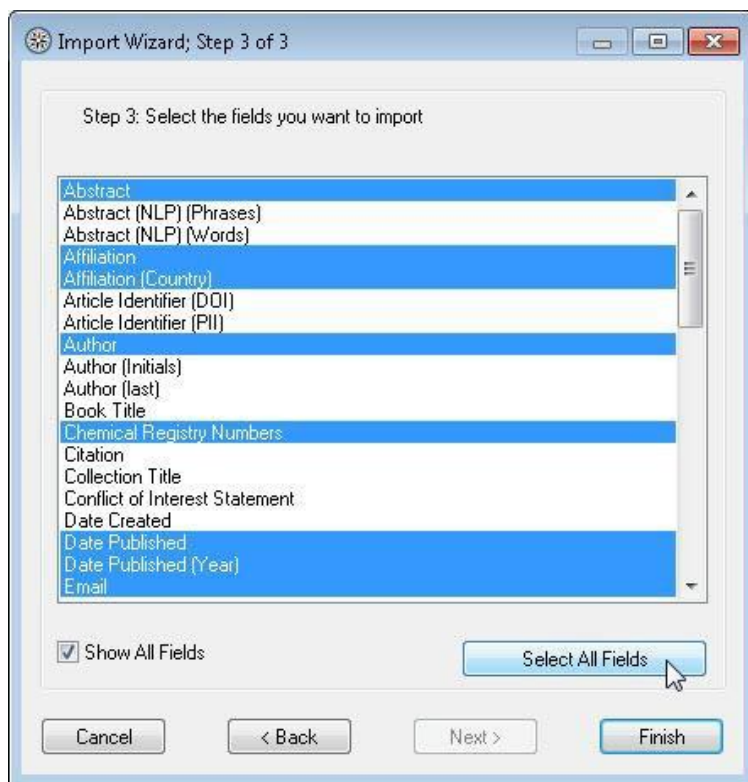 Import Wizard; Step 3 of 3
Step 3: Select the fields you want to import
Abstract
Abstract (NLP) (Phrases)
Abstract (NLP) (Words)
Affiliation
Affiliation (Country)
Article Identifier (DOI)
Article Identifier (PII)
Author
Author (Initials)
Author (last)
Book Title
Chemical Registry Numbers
Citation
Collection Title
Conflict of Interest Statement
Date Created
Date Published
Date Published (Year)
Email
Show All Fields
Select All Fields
Cancel
< Back
Next >
Finish